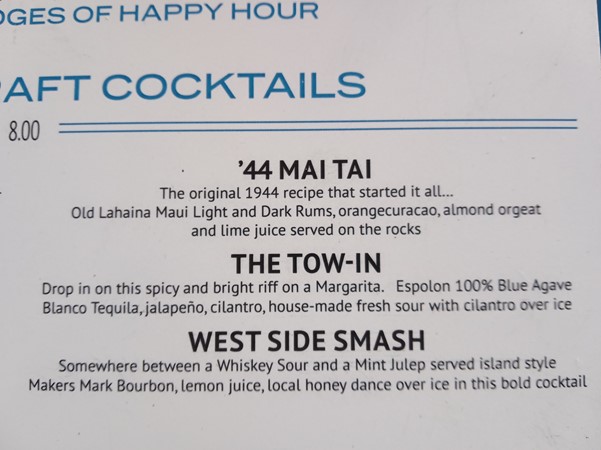 OGES OF HAPPY HOUR
AFT COCKTAILS
8.00
'44 MAI TAI
The original 1944 recipe that started it all...
Old Lahaina Maui Light and Dark Rums, orangecuracao, almond orgeat
and lime juice served on the rocks
THE TOW-IN
Drop in on this spicy and bright riff on a Margarita. Espolon 100% Blue Agave
Blanco Tequila, jalapeño, cilantro, house-made fresh sour with cilantro over ice
WEST SIDE SMASH
Somewhere between a Whiskey Sour and a Mint Julep served island style
Makers Mark Bourbon, lemon juice, local honey dance over ice in this bold cocktail